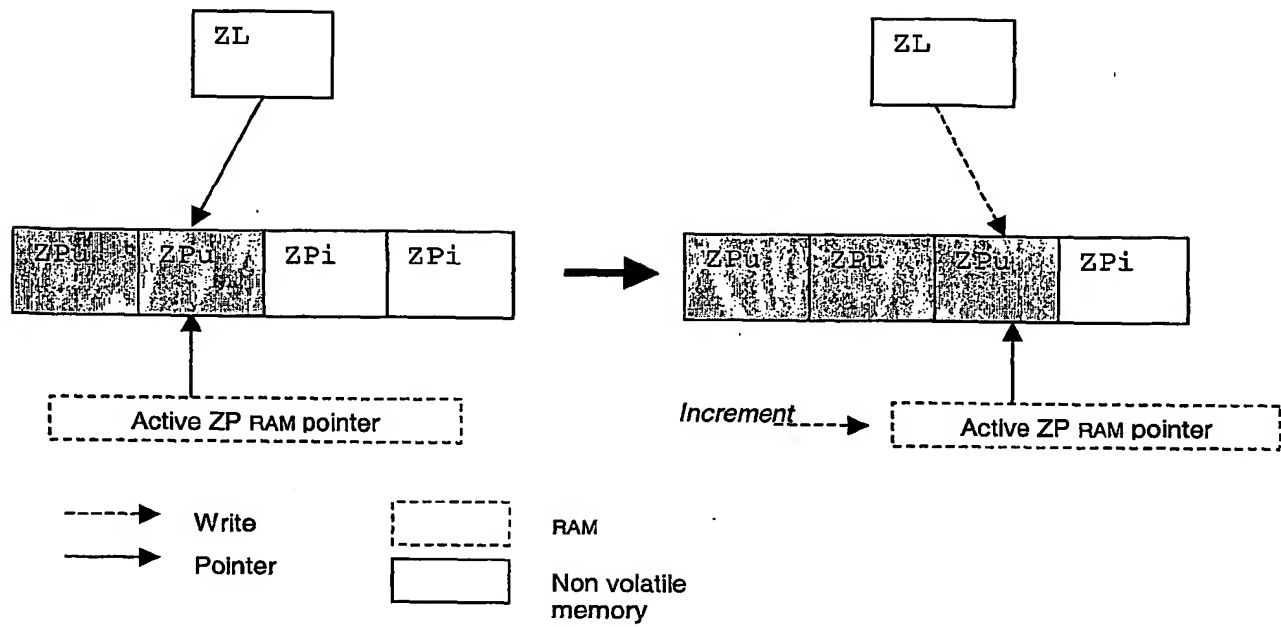 ZL
ZL
ZPu ZPu ZPi ZPi
ZPu ZPu ZPu ZPi
Active ZP RAM pointer
Increment
Active ZP RAM pointer
Write
Pointer
RAM
Non volatile
memory